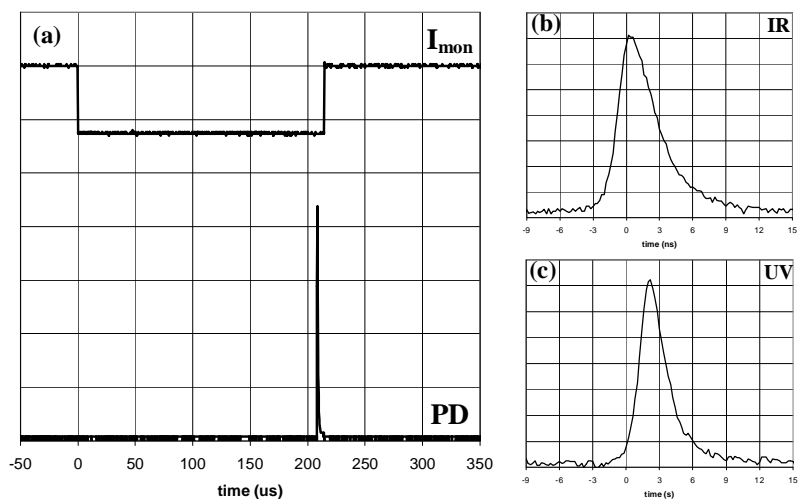 (a)
I_mon
PD
-50 0 50 100 150 200 250 300 350
time (us)
(b)
IR
-9 -6 -3 0 3 6 9 12 15
time (ns)
(c)
UV
-9 -6 -3 0 3 6 9 12 15
time (s)